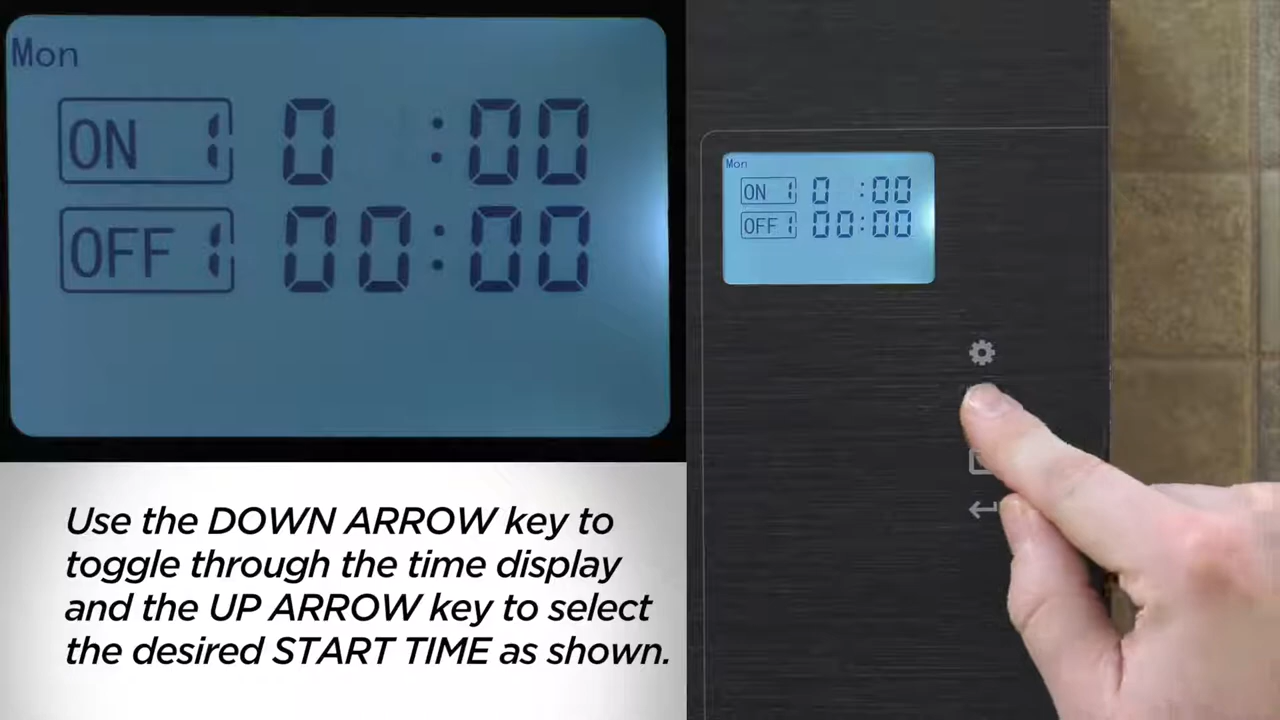 Mon
ON 1 0 :00
OFF 1 00:00
Use the DOWN ARROW key to
toggle through the time display
and the UP ARROW key to select
the desired START TIME as shown.
Mon
ON 1 0 :00
OFF 1 00:00